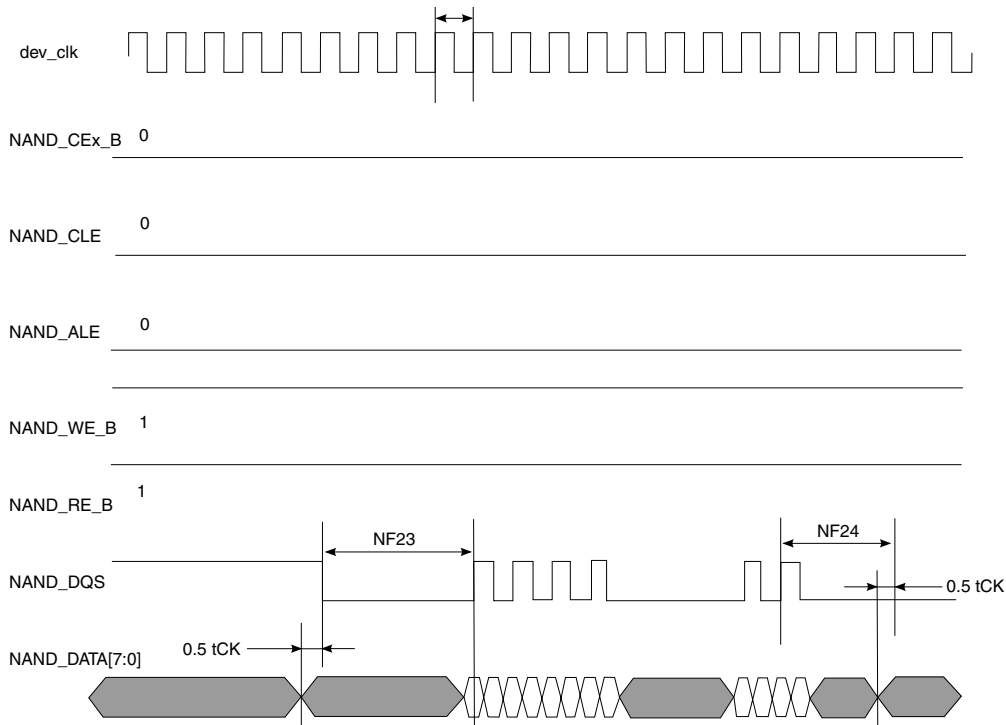 dev_clk
NAND_CEx_B 0
NAND_CLE 0
NAND_ALE 0
NAND_WE_B 1
NAND_RE_B 1
NF23
NF24
NAND_DQS
0.5 tCK
0.5 tCK
NAND_DATA[7:0]